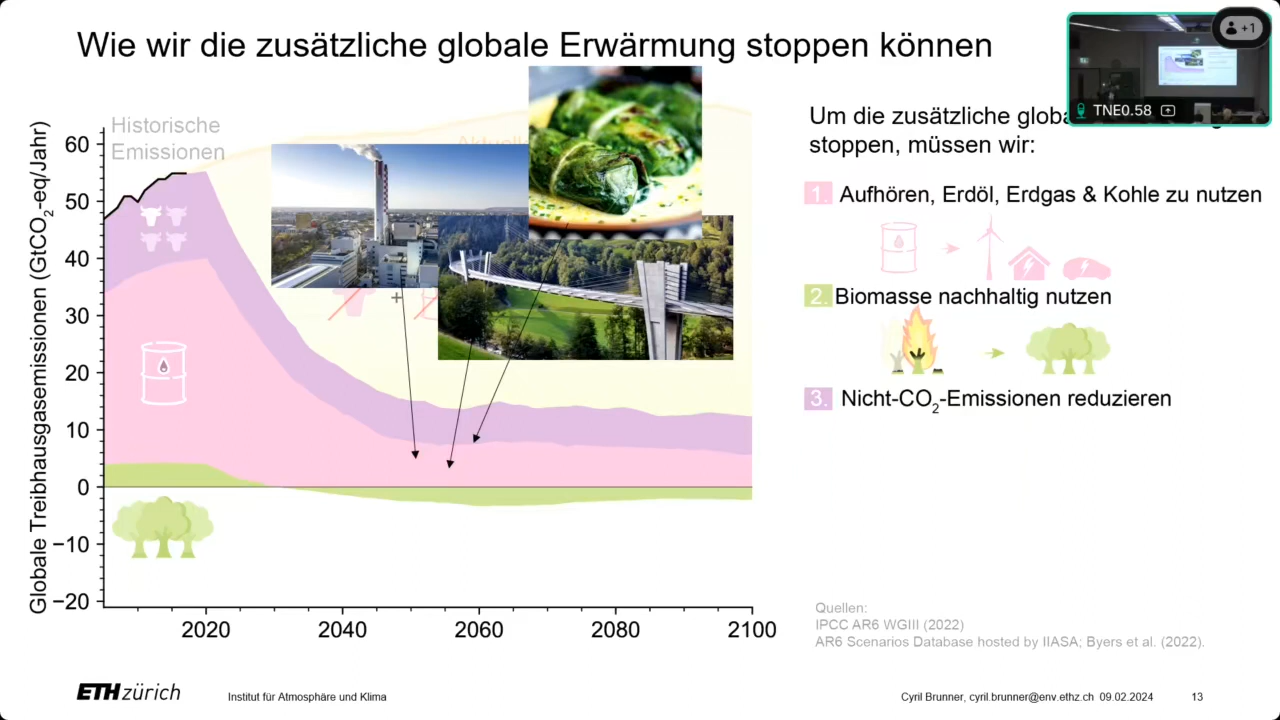 Wie wir die zusätzliche globale Erwärmung stoppen können
TNE0.58
+1
Globale Treibhausgasemissionen (GtCO2-eq/Jahr)
60
50
40
30
20
10
0
−10
−20
2020
2040
2060
2080
2100
Historische
Emissionen
Um die zusätzliche
stoppen, müssen wir:
1. Aufhören, Erdöl, Erdgas & Kohle zu nutzen
2. Biomasse nachhaltig nutzen
3. Nicht-CO2-Emissionen reduzieren
Quellen:
IPCC AR6 WGIII (2022)
AR6 Scenarios Database hosted by IIASA; Byers et al. (2022).
ETH zürich
Institut für Atmosphäre und Klima
Cyril Brunner, cyril.brunner@env.ethz.ch 09.02.2024
13